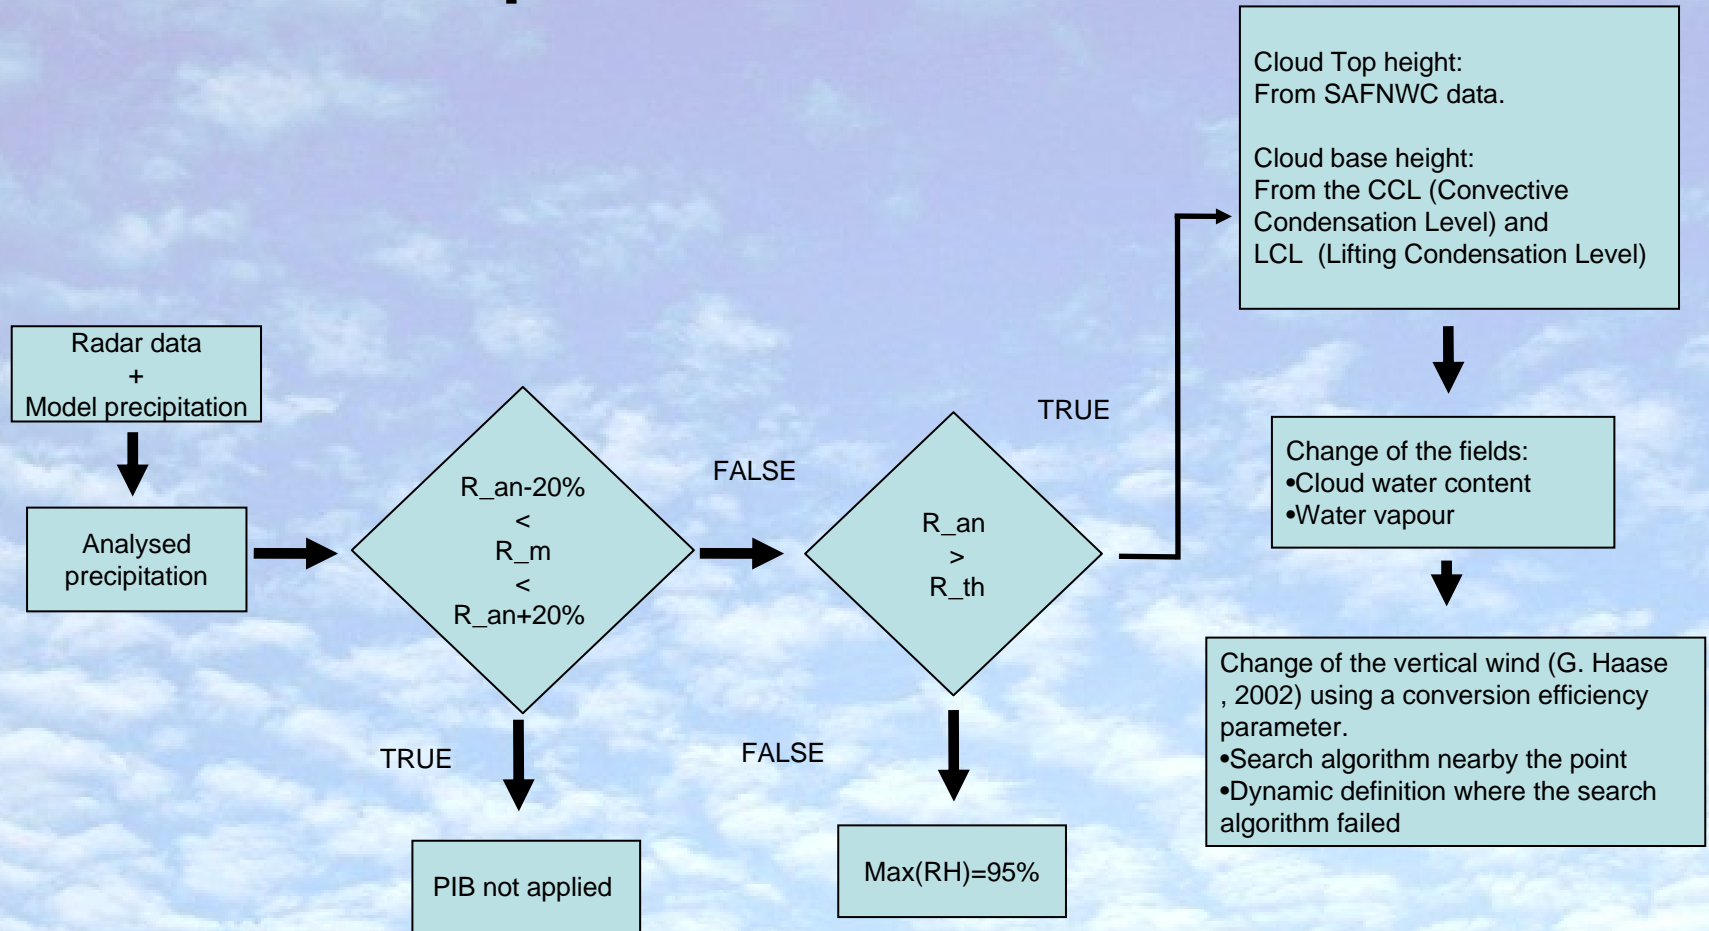 Radar data
+
Model precipitation
Analysed
precipitation
R_an-20%
<
R_m
<
R_an+20%
TRUE
PIB not applied
FALSE
R_an
>
R_th
FALSE
Max(RH)=95%
TRUE
Cloud Top height:
From SAFNWC data.
Cloud base height:
From the CCL (Convective
Condensation Level) and
LCL (Lifting Condensation Level)
Change of the fields:
•Cloud water content
•Water vapour
Change of the vertical wind (G. Haase
, 2002) using a conversion efficiency
parameter.
•Search algorithm nearby the point
•Dynamic definition where the search
algorithm failed